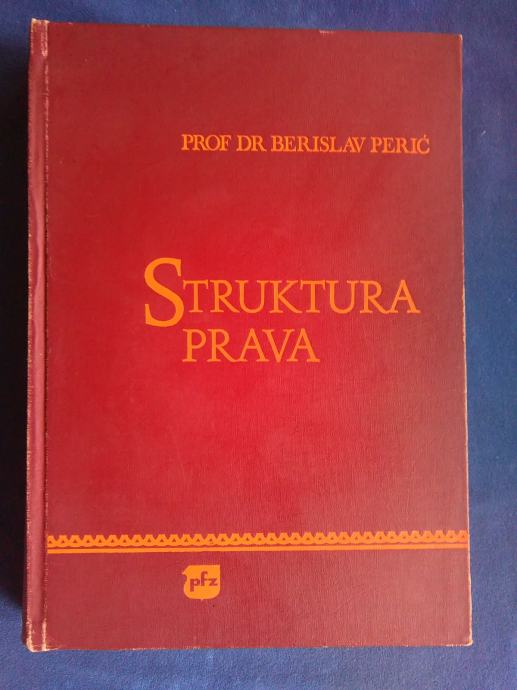 PROF DR BERISLAV PERIĆ
STRUKTURA
PRAVA
pfz